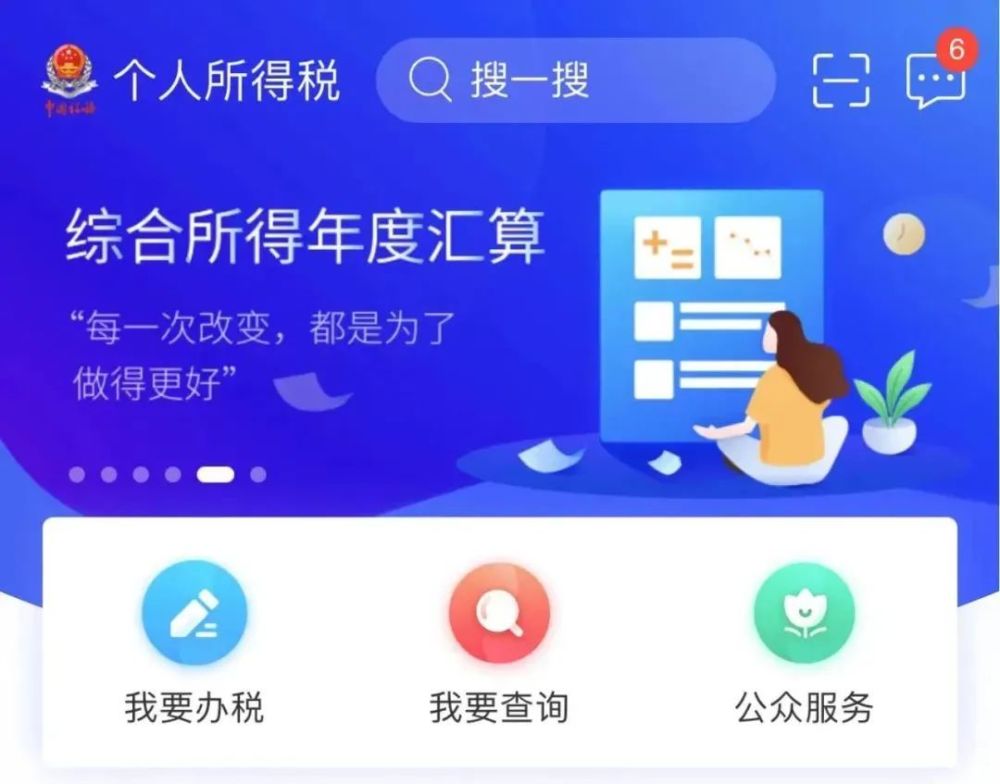 个人所得税
搜一搜
6
综合所得年度汇算
“每一次改变，都是为了
做得更好”
我要办税
我要查询
公众服务